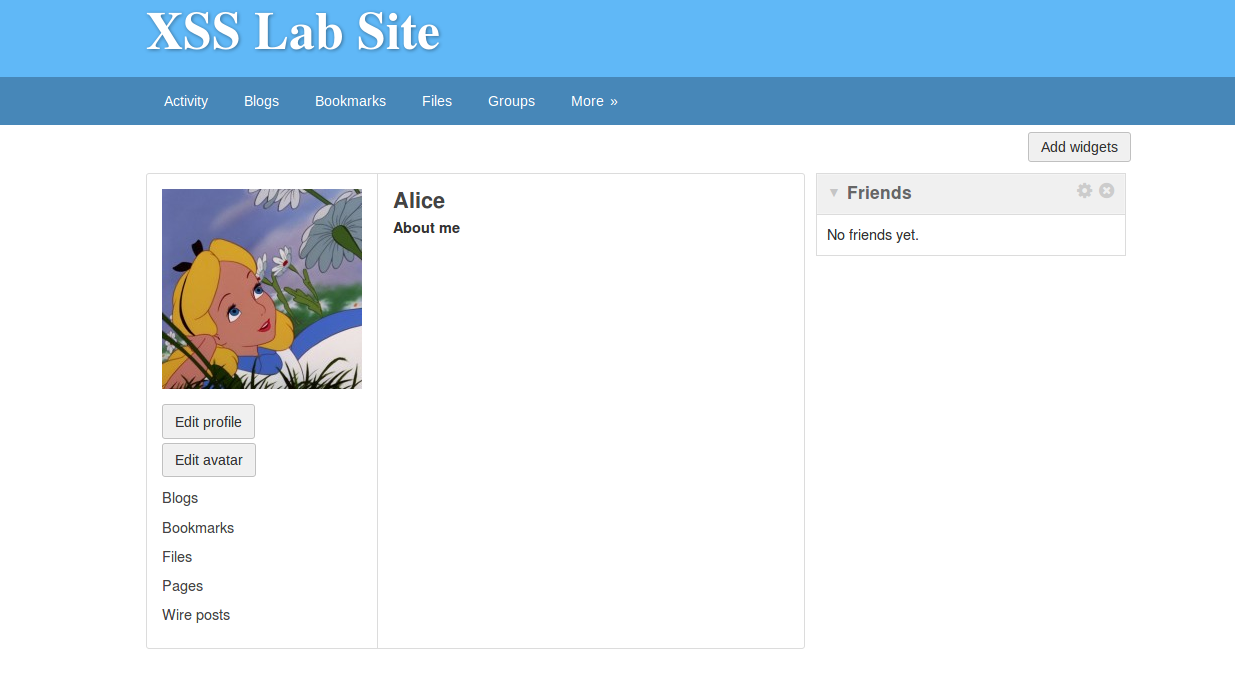 XSS Lab Site
Activity Blogs Bookmarks Files Groups More »
Add widgets
Alice
About me
Edit profile
Edit avatar
Blogs
Bookmarks
Files
Pages
Wire posts
Friends
No friends yet.